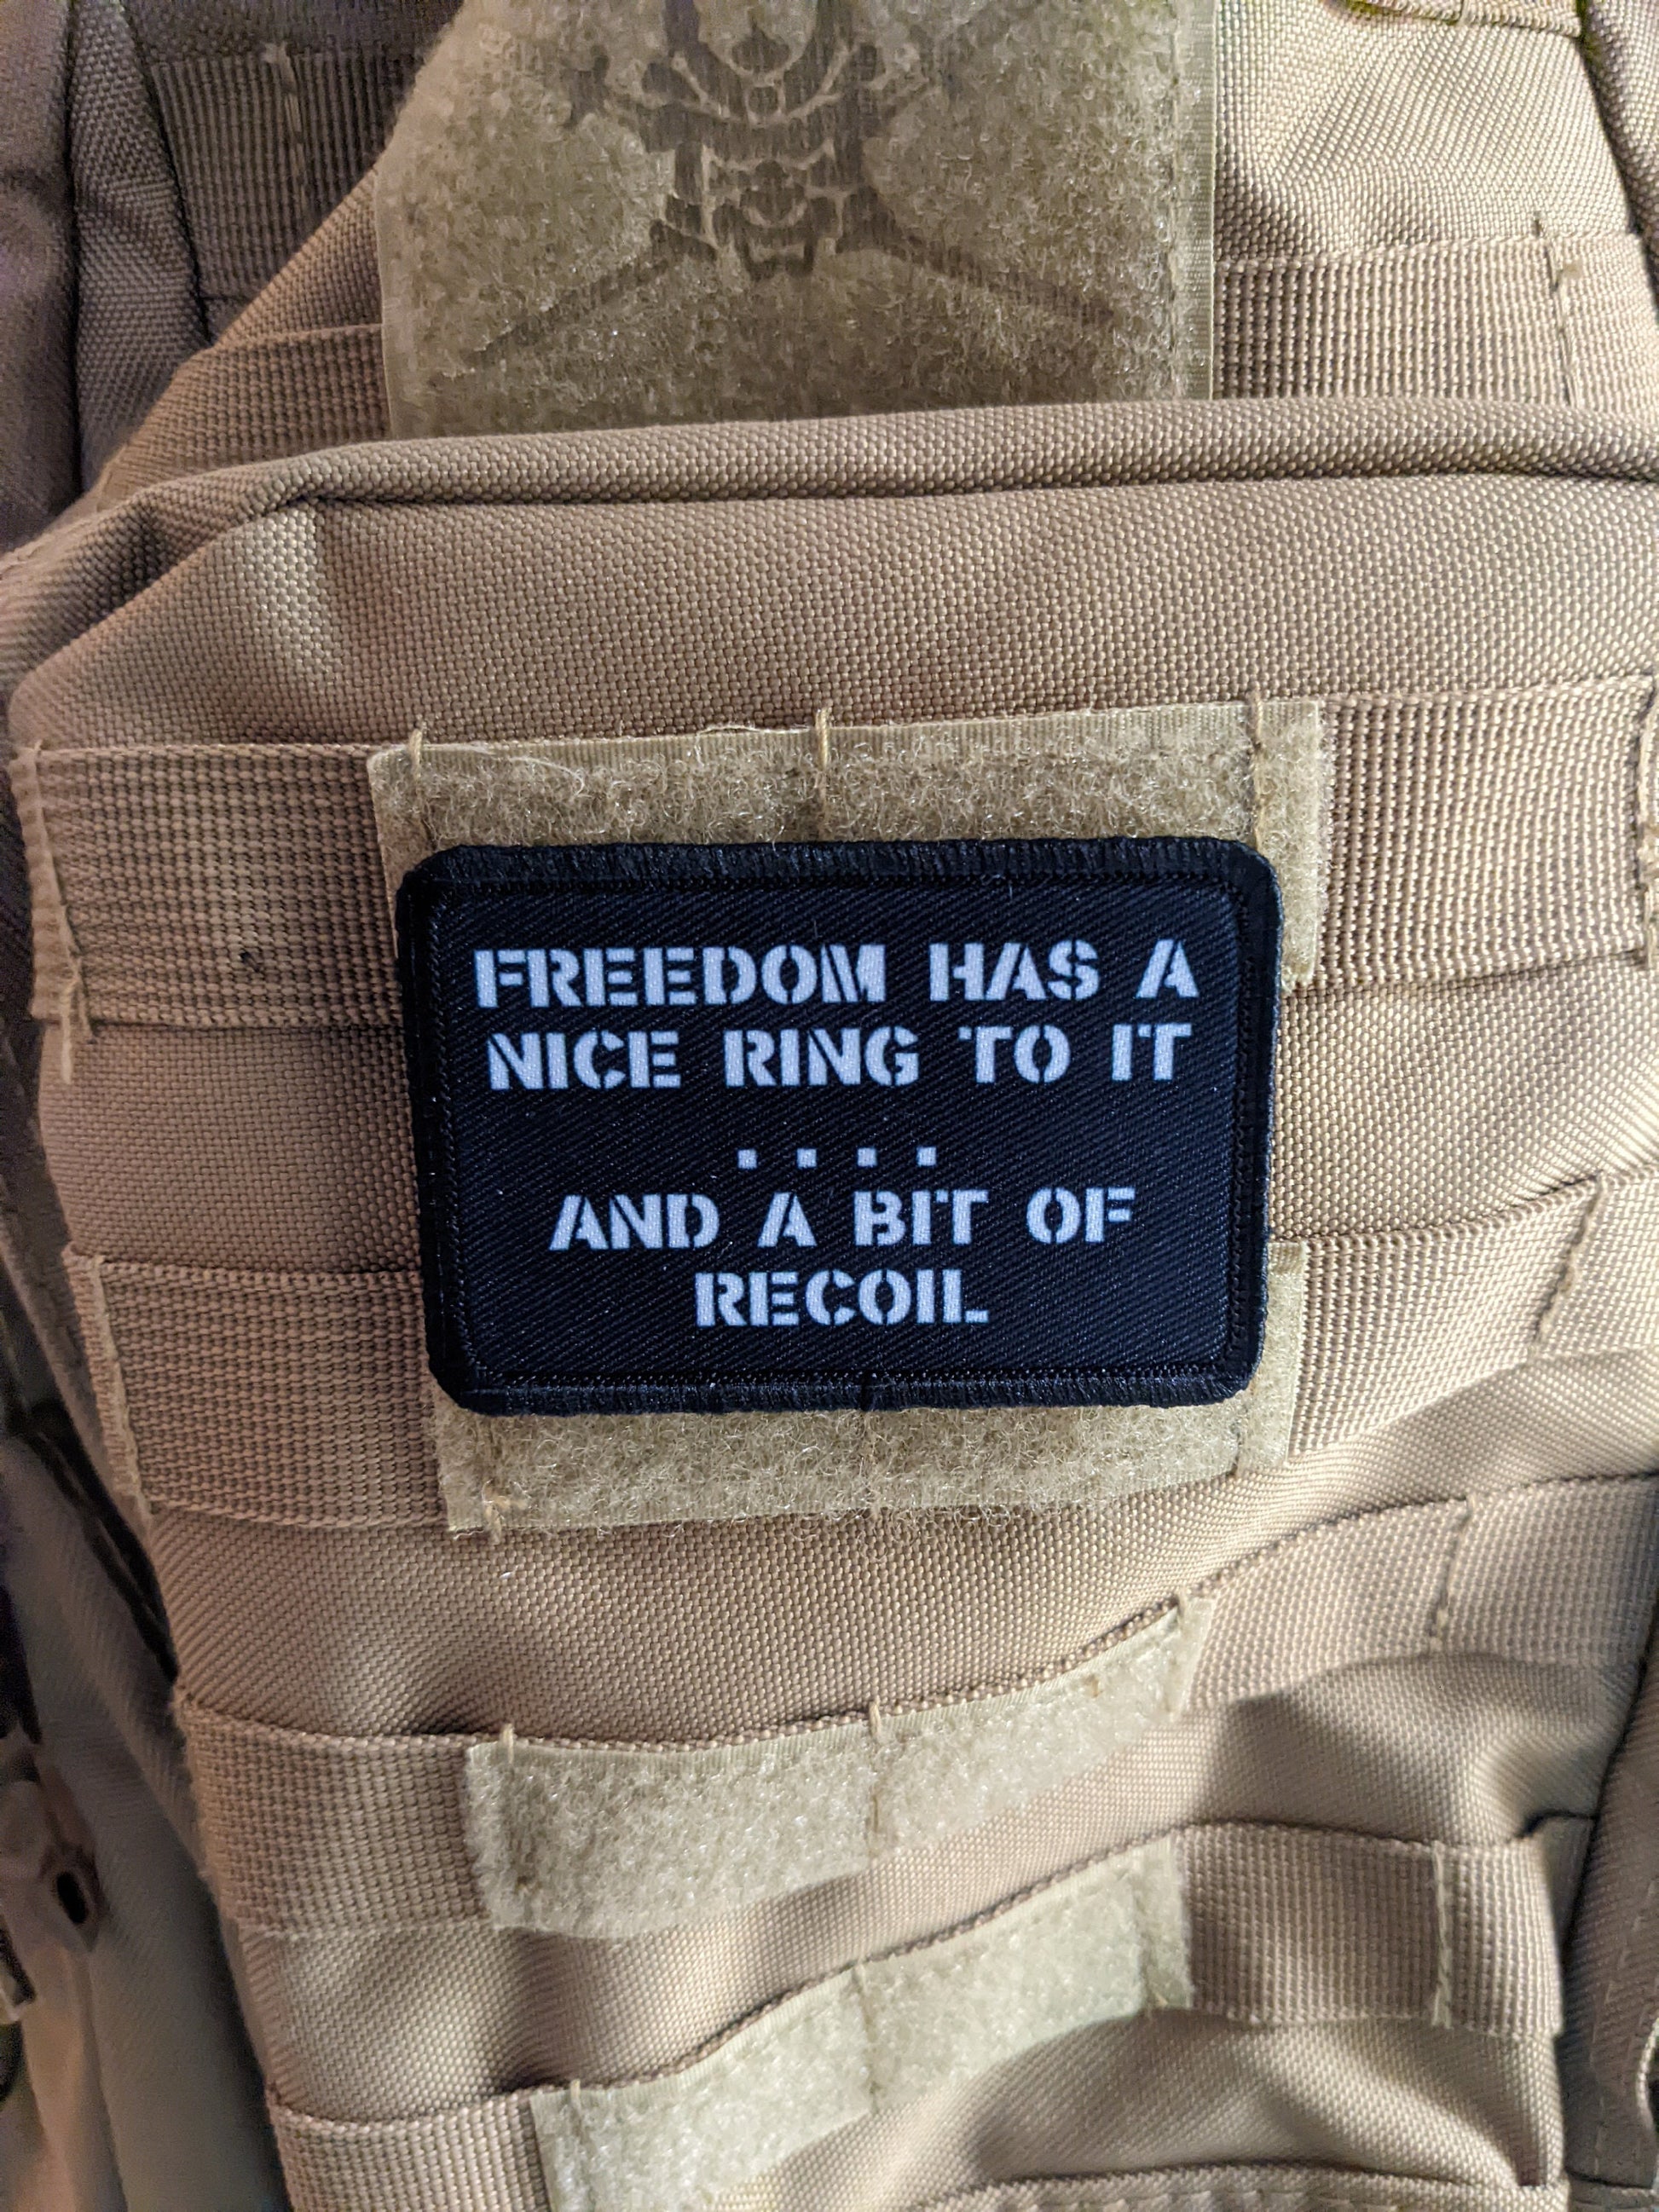 FREEDOM HAS A
NICE RING TO IT
....
AND A BIT OF
RECOIL